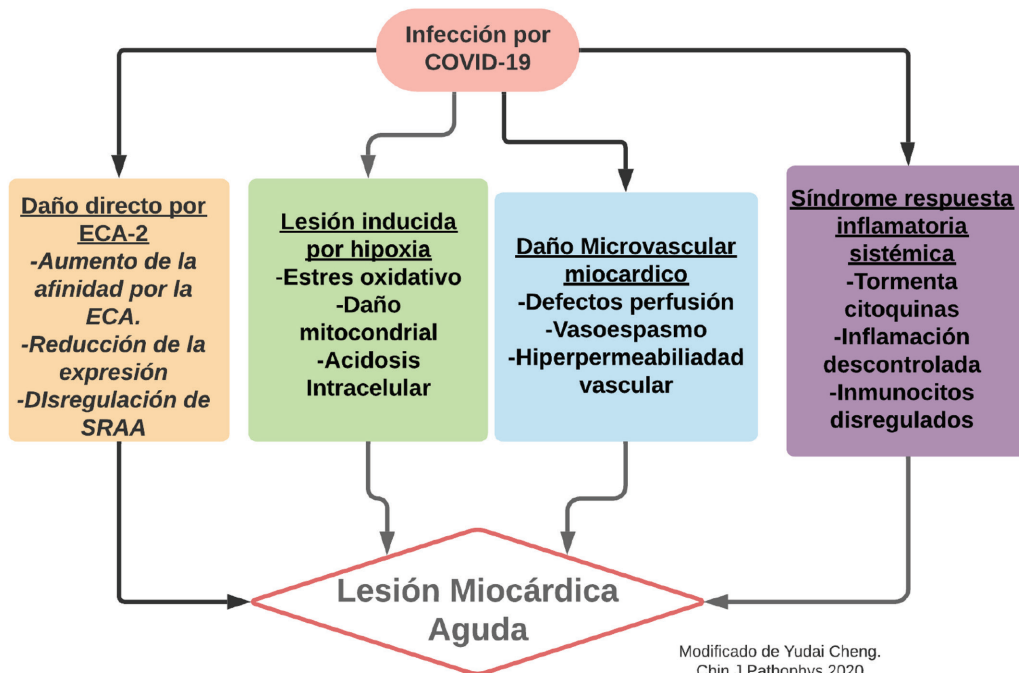 Infección por
COVID-19
Daño directo por
ECA-2
-Aumento de la
afinidad por la
ECA.
-Reducción de la
expresión
-DIsregulación de
SRAA
Lesión inducida
por hipoxia
-Estres oxidativo
-Daño
mitocondrial
-Acidosis
Intracelular
Daño Microvascular
miocardico
-Defectos perfusión
-Vasoespasmo
-Hiperpermeabiliadad
vascular
Síndrome respuesta
inflamatoria
sistémica
-Tormenta
citoquinas
-Inflamación
descontrolada
-Inmunocitos
disregulados
Lesión Miocárdica
Aguda
Modificado de Yudai Cheng.
Chin J Pathophys 2020